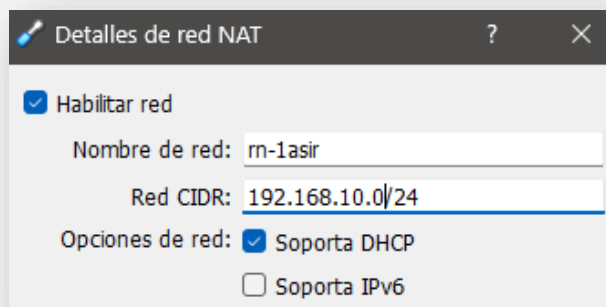 Detalles de red NAT ? ×
Habilitar red
Nombre de red: rn-1asir
Red CIDR: 192.168.10.0/24
Opciones de red: Soporta DHCP
Soporta IPv6